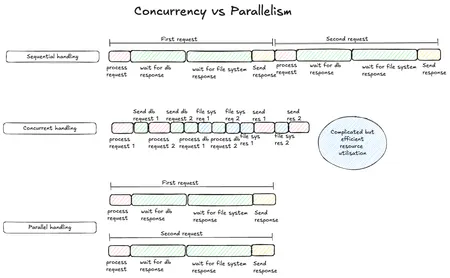 Concurrency vs Parallelism
First request
Second request
Sequential handling
process
request
wait for db
response
wait for file system
response
Send
response
process
request
wait for db
response
wait for file system
response
Send
response
Send db
request 1
Send db
request 2
file sys
req 1
file sys
req 2
send
res 1
send
res 2
Concurrent handling
process
request 1
process
request 2
process db
request 1
process db
request 2
file sys
res 1
file sys
res 2
Complicated but
efficient
resource
utilisation
First request
process
request
wait for db
response
wait for file system
response
Send
response
Parallel handling
Second request
process
request
wait for db
response
wait for file system
response
Send
response